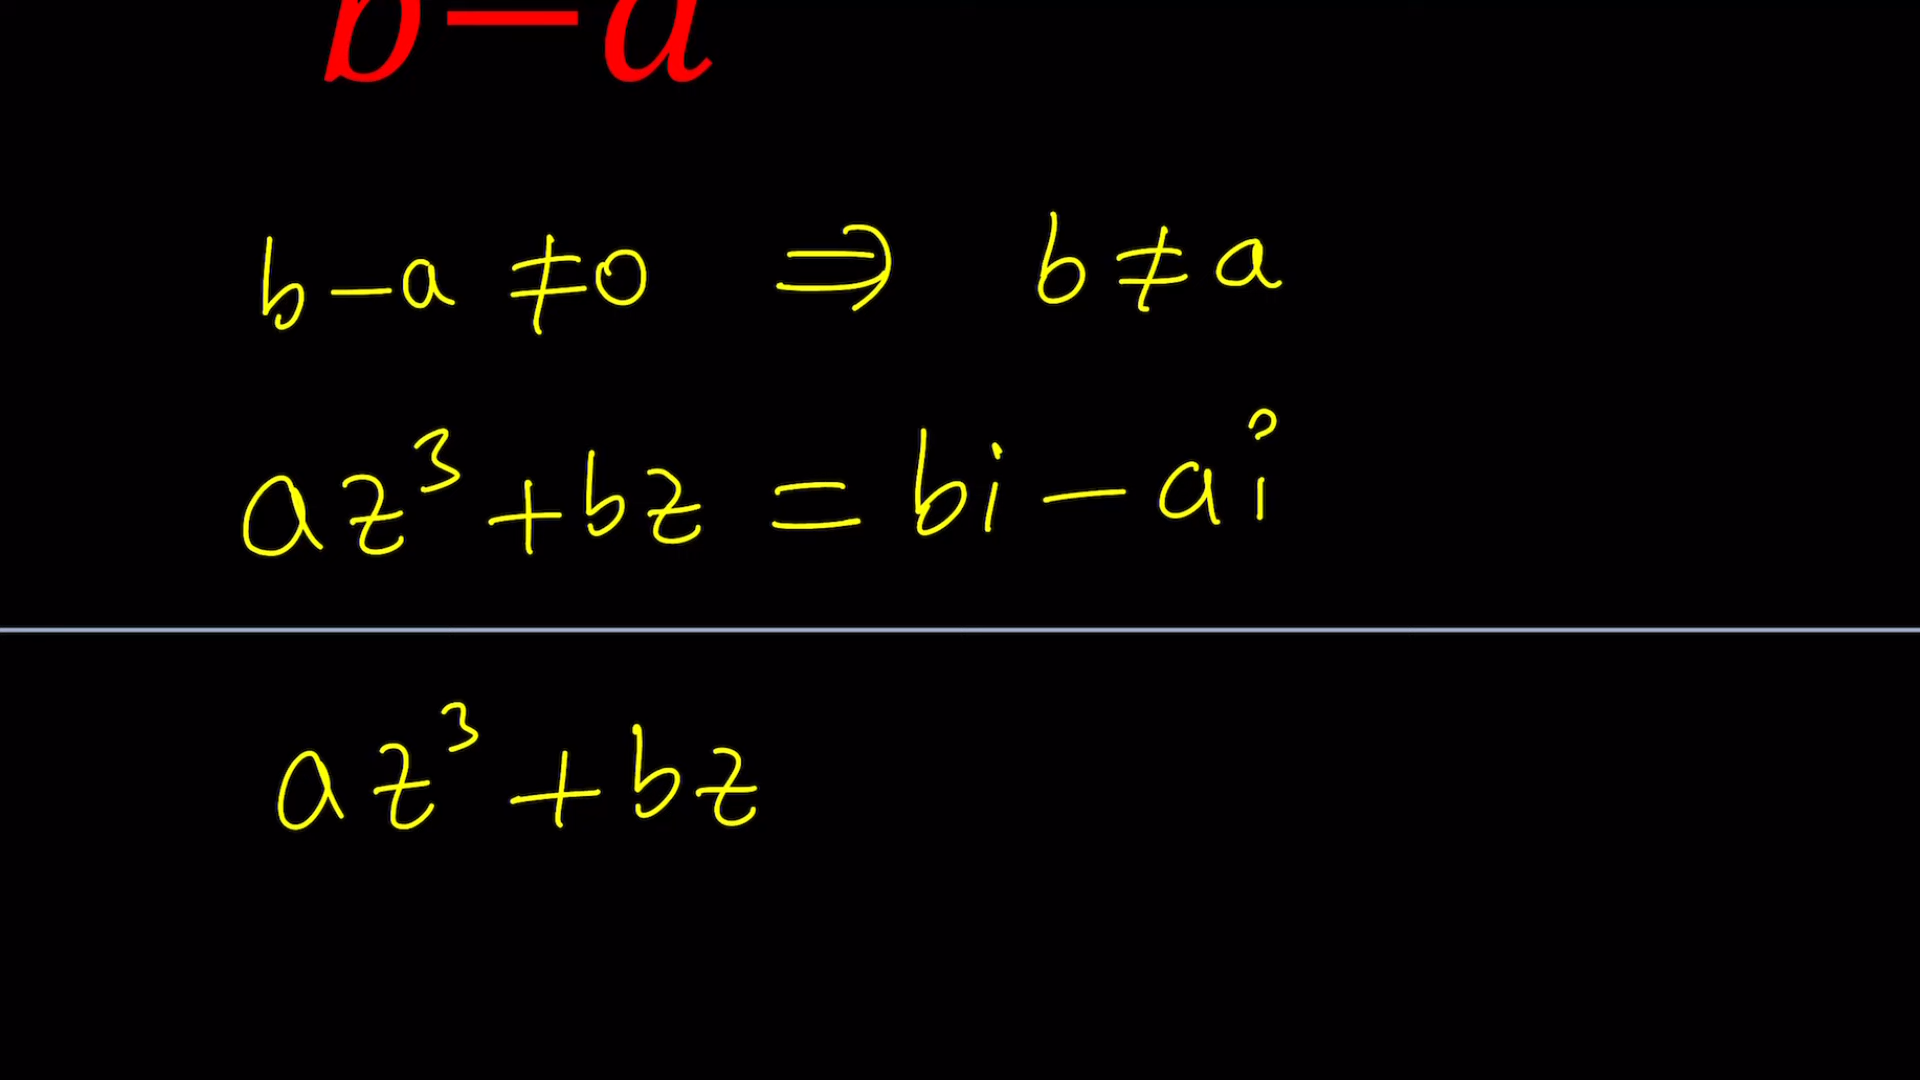 b−a
b−a ≠0 ⇒ b≠a
az³+bz = bi−ai
az³+bz